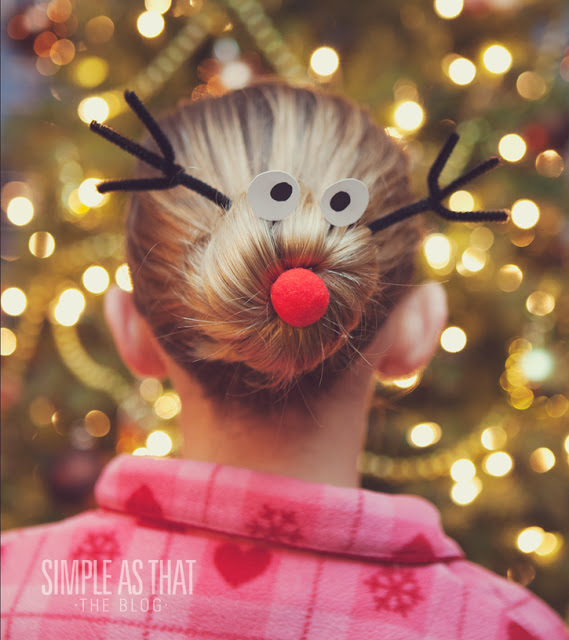 SIMPLE AS THAT
· THE BLOG ·